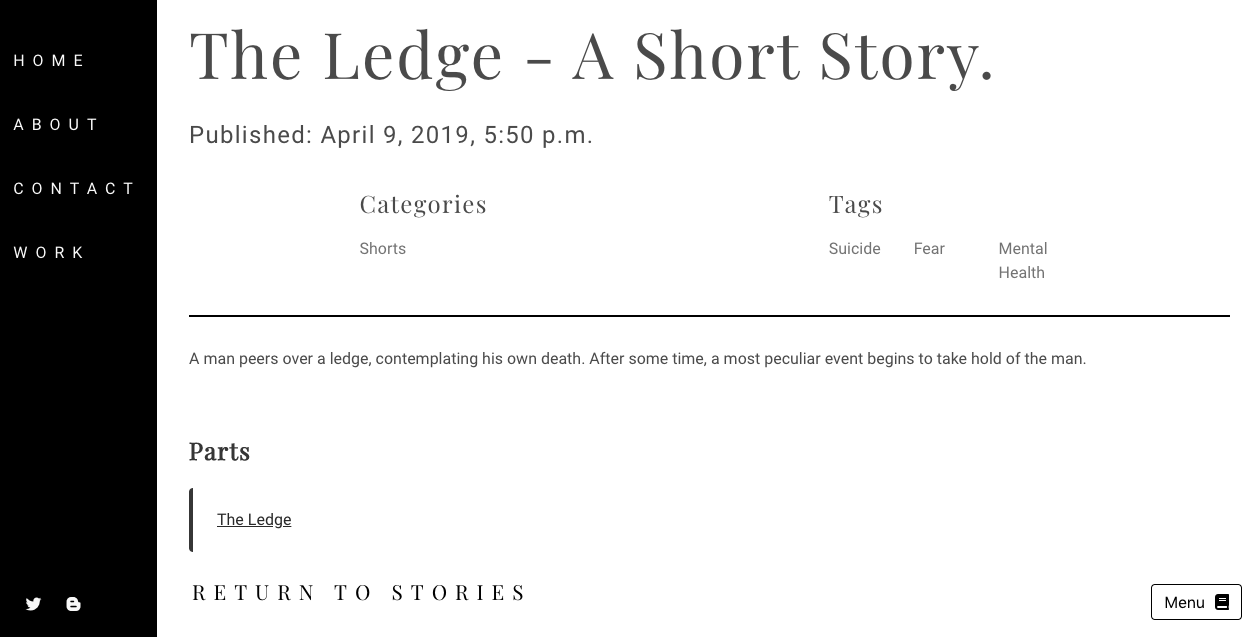 HOME
ABOUT
CONTACT
WORK
The Ledge - A Short Story.
Published: April 9, 2019, 5:50 p.m.
Categories
Shorts
Tags
Suicide Fear Mental
Health
A man peers over a ledge, contemplating his own death. After some time, a most peculiar event begins to take hold of the man.
Parts
The Ledge
RETURN TO STORIES
Menu